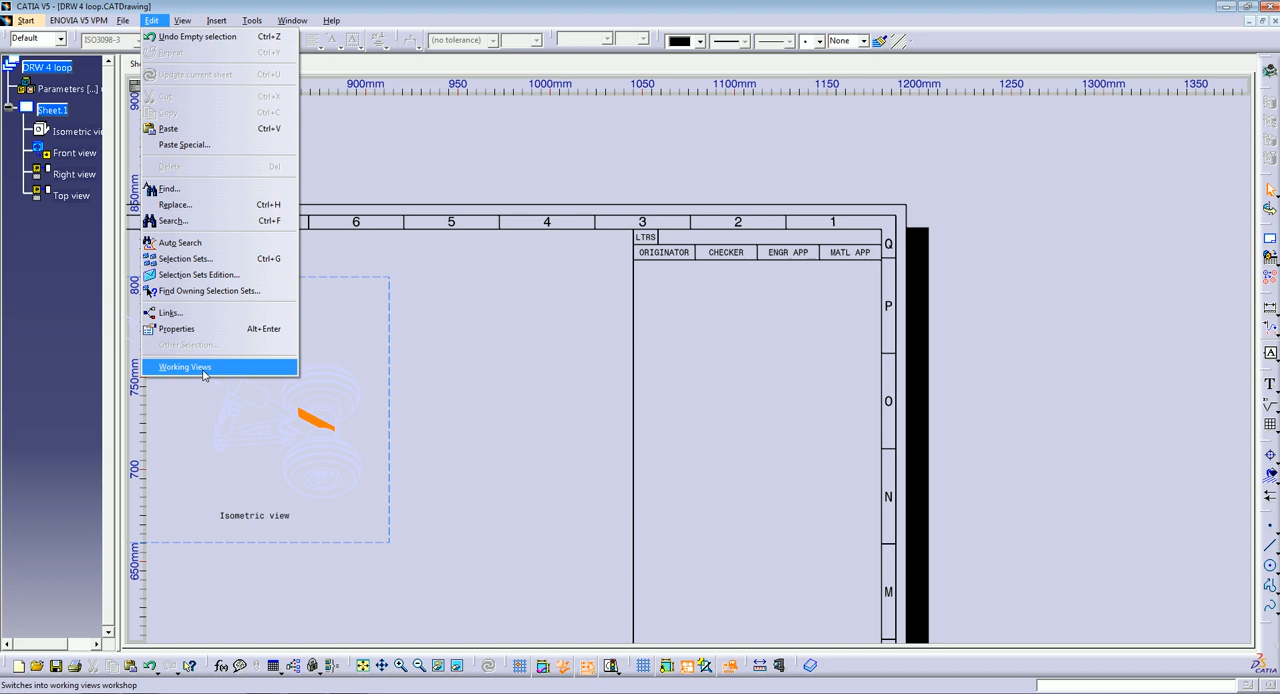 CATIA V5 - [DRW 4 loop.CATDrawing]
Start ENOVIA V5 VPM File Edit View Insert Tools Window Help
Default ISO3098-3 (no tolerance) None
Undo Empty selection Ctrl+Z
Repeat Ctrl+Y
Update current sheet Ctrl+U
Cut Ctrl+X
Copy Ctrl+C
Paste Ctrl+V
Paste Special...
Delete Del
Find...
Replace... Ctrl+H
Search... Ctrl+F
Auto Search
Selection Sets... Ctrl+G
Selection Sets Edition...
Find Owning Selection Sets...
Links...
Properties Alt+Enter
Other Selection...
Working Views
DRW 4 loop
Parameters [...]
Sheet.1
Isometric vi
Front view
Right view
Top view
She
900mm 950 1000mm 1050 1100mm 1150 1200mm 1250 1300mm 1350
900
850mm
800
750mm
700
650mm
6 5 4 3 2 1
LTRS
ORIGINATOR CHECKER ENGR APP MATL APP
Q
P
O
N
M
Isometric view
f(x)
CATIA
Switches into working views workshop